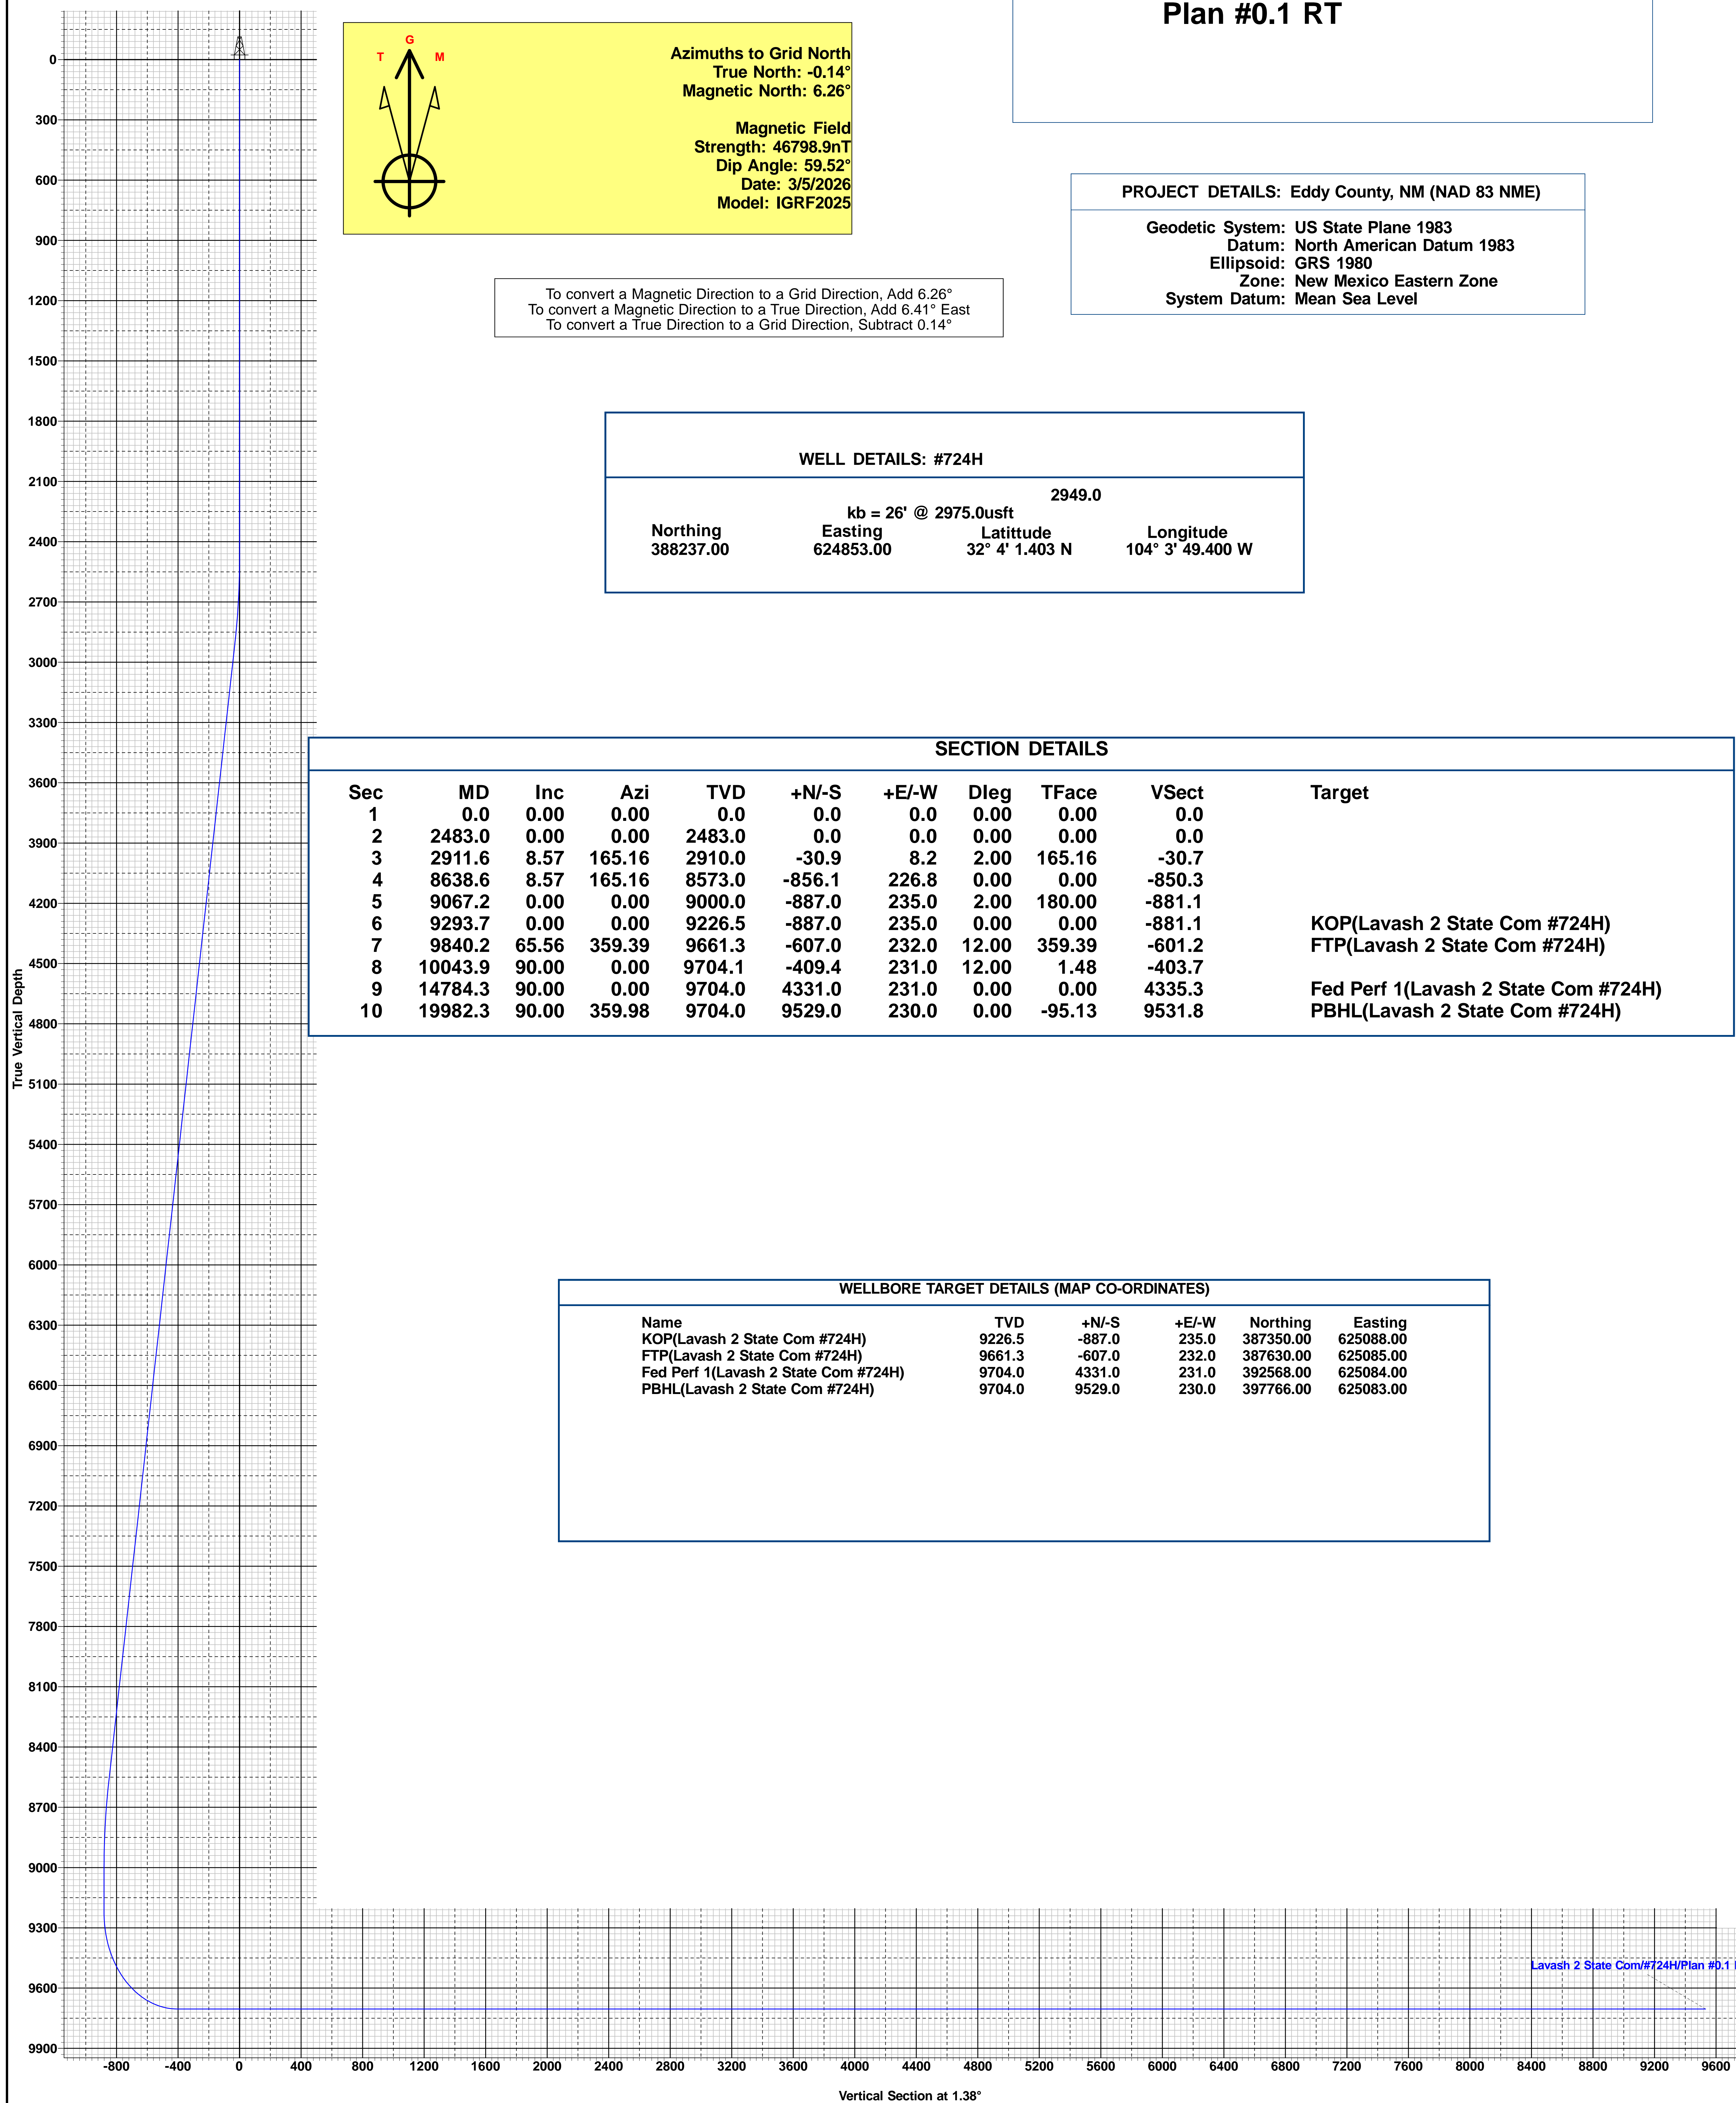 Plan #0.1 RT
T G M
Azimuths to Grid North
True North: -0.14°
Magnetic North: 6.26°
Magnetic Field
Strength: 46798.9nT
Dip Angle: 59.52°
Date: 3/5/2026
Model: IGRF2025
PROJECT DETAILS: Eddy County, NM (NAD 83 NME)
Geodetic System: US State Plane 1983
Datum: North American Datum 1983
Ellipsoid: GRS 1980
Zone: New Mexico Eastern Zone
System Datum: Mean Sea Level
To convert a Magnetic Direction to a Grid Direction, Add 6.26°
To convert a Magnetic Direction to a True Direction, Add 6.41° East
To convert a True Direction to a Grid Direction, Subtract 0.14°
WELL DETAILS: #724H
2949.0
kb = 26' @ 2975.0usft
Northing Easting Latittude Longitude
388237.00 624853.00 32° 4' 1.403 N 104° 3' 49.400 W
SECTION DETAILS
Sec MD Inc Azi TVD +N/-S +E/-W Dleg TFace VSect Target
1 0.0 0.00 0.00 0.0 0.0 0.0 0.00 0.00 0.0
2 2483.0 0.00 0.00 2483.0 0.0 0.0 0.00 0.00 0.0
3 2911.6 8.57 165.16 2910.0 -30.9 8.2 2.00 165.16 -30.7
4 8638.6 8.57 165.16 8573.0 -856.1 226.8 0.00 0.00 -850.3
5 9067.2 0.00 0.00 9000.0 -887.0 235.0 2.00 180.00 -881.1
6 9293.7 0.00 0.00 9226.5 -887.0 235.0 0.00 0.00 -881.1 KOP(Lavash 2 State Com #724H)
7 9840.2 65.56 359.39 9661.3 -607.0 232.0 12.00 359.39 -601.2 FTP(Lavash 2 State Com #724H)
8 10043.9 90.00 0.00 9704.1 -409.4 231.0 12.00 1.48 -403.7
9 14784.3 90.00 0.00 9704.0 4331.0 231.0 0.00 0.00 4335.3 Fed Perf 1(Lavash 2 State Com #724H)
10 19982.3 90.00 359.98 9704.0 9529.0 230.0 0.00 -95.13 9531.8 PBHL(Lavash 2 State Com #724H)
WELLBORE TARGET DETAILS (MAP CO-ORDINATES)
Name TVD +N/-S +E/-W Northing Easting
KOP(Lavash 2 State Com #724H) 9226.5 -887.0 235.0 387350.00 625088.00
FTP(Lavash 2 State Com #724H) 9661.3 -607.0 232.0 387630.00 625085.00
Fed Perf 1(Lavash 2 State Com #724H) 9704.0 4331.0 231.0 392568.00 625084.00
PBHL(Lavash 2 State Com #724H) 9704.0 9529.0 230.0 397766.00 625083.00
True Vertical Depth
0
300
600
900
1200
1500
1800
2100
2400
2700
3000
3300
3600
3900
4200
4500
4800
5100
5400
5700
6000
6300
6600
6900
7200
7500
7800
8100
8400
8700
9000
9300
9600
9900
Lavash 2 State Com/#724H/Plan #0.1
-800 -400 0 400 800 1200 1600 2000 2400 2800 3200 3600 4000 4400 4800 5200 5600 6000 6400 6800 7200 7600 8000 8400 8800 9200 9600
Vertical Section at 1.38°